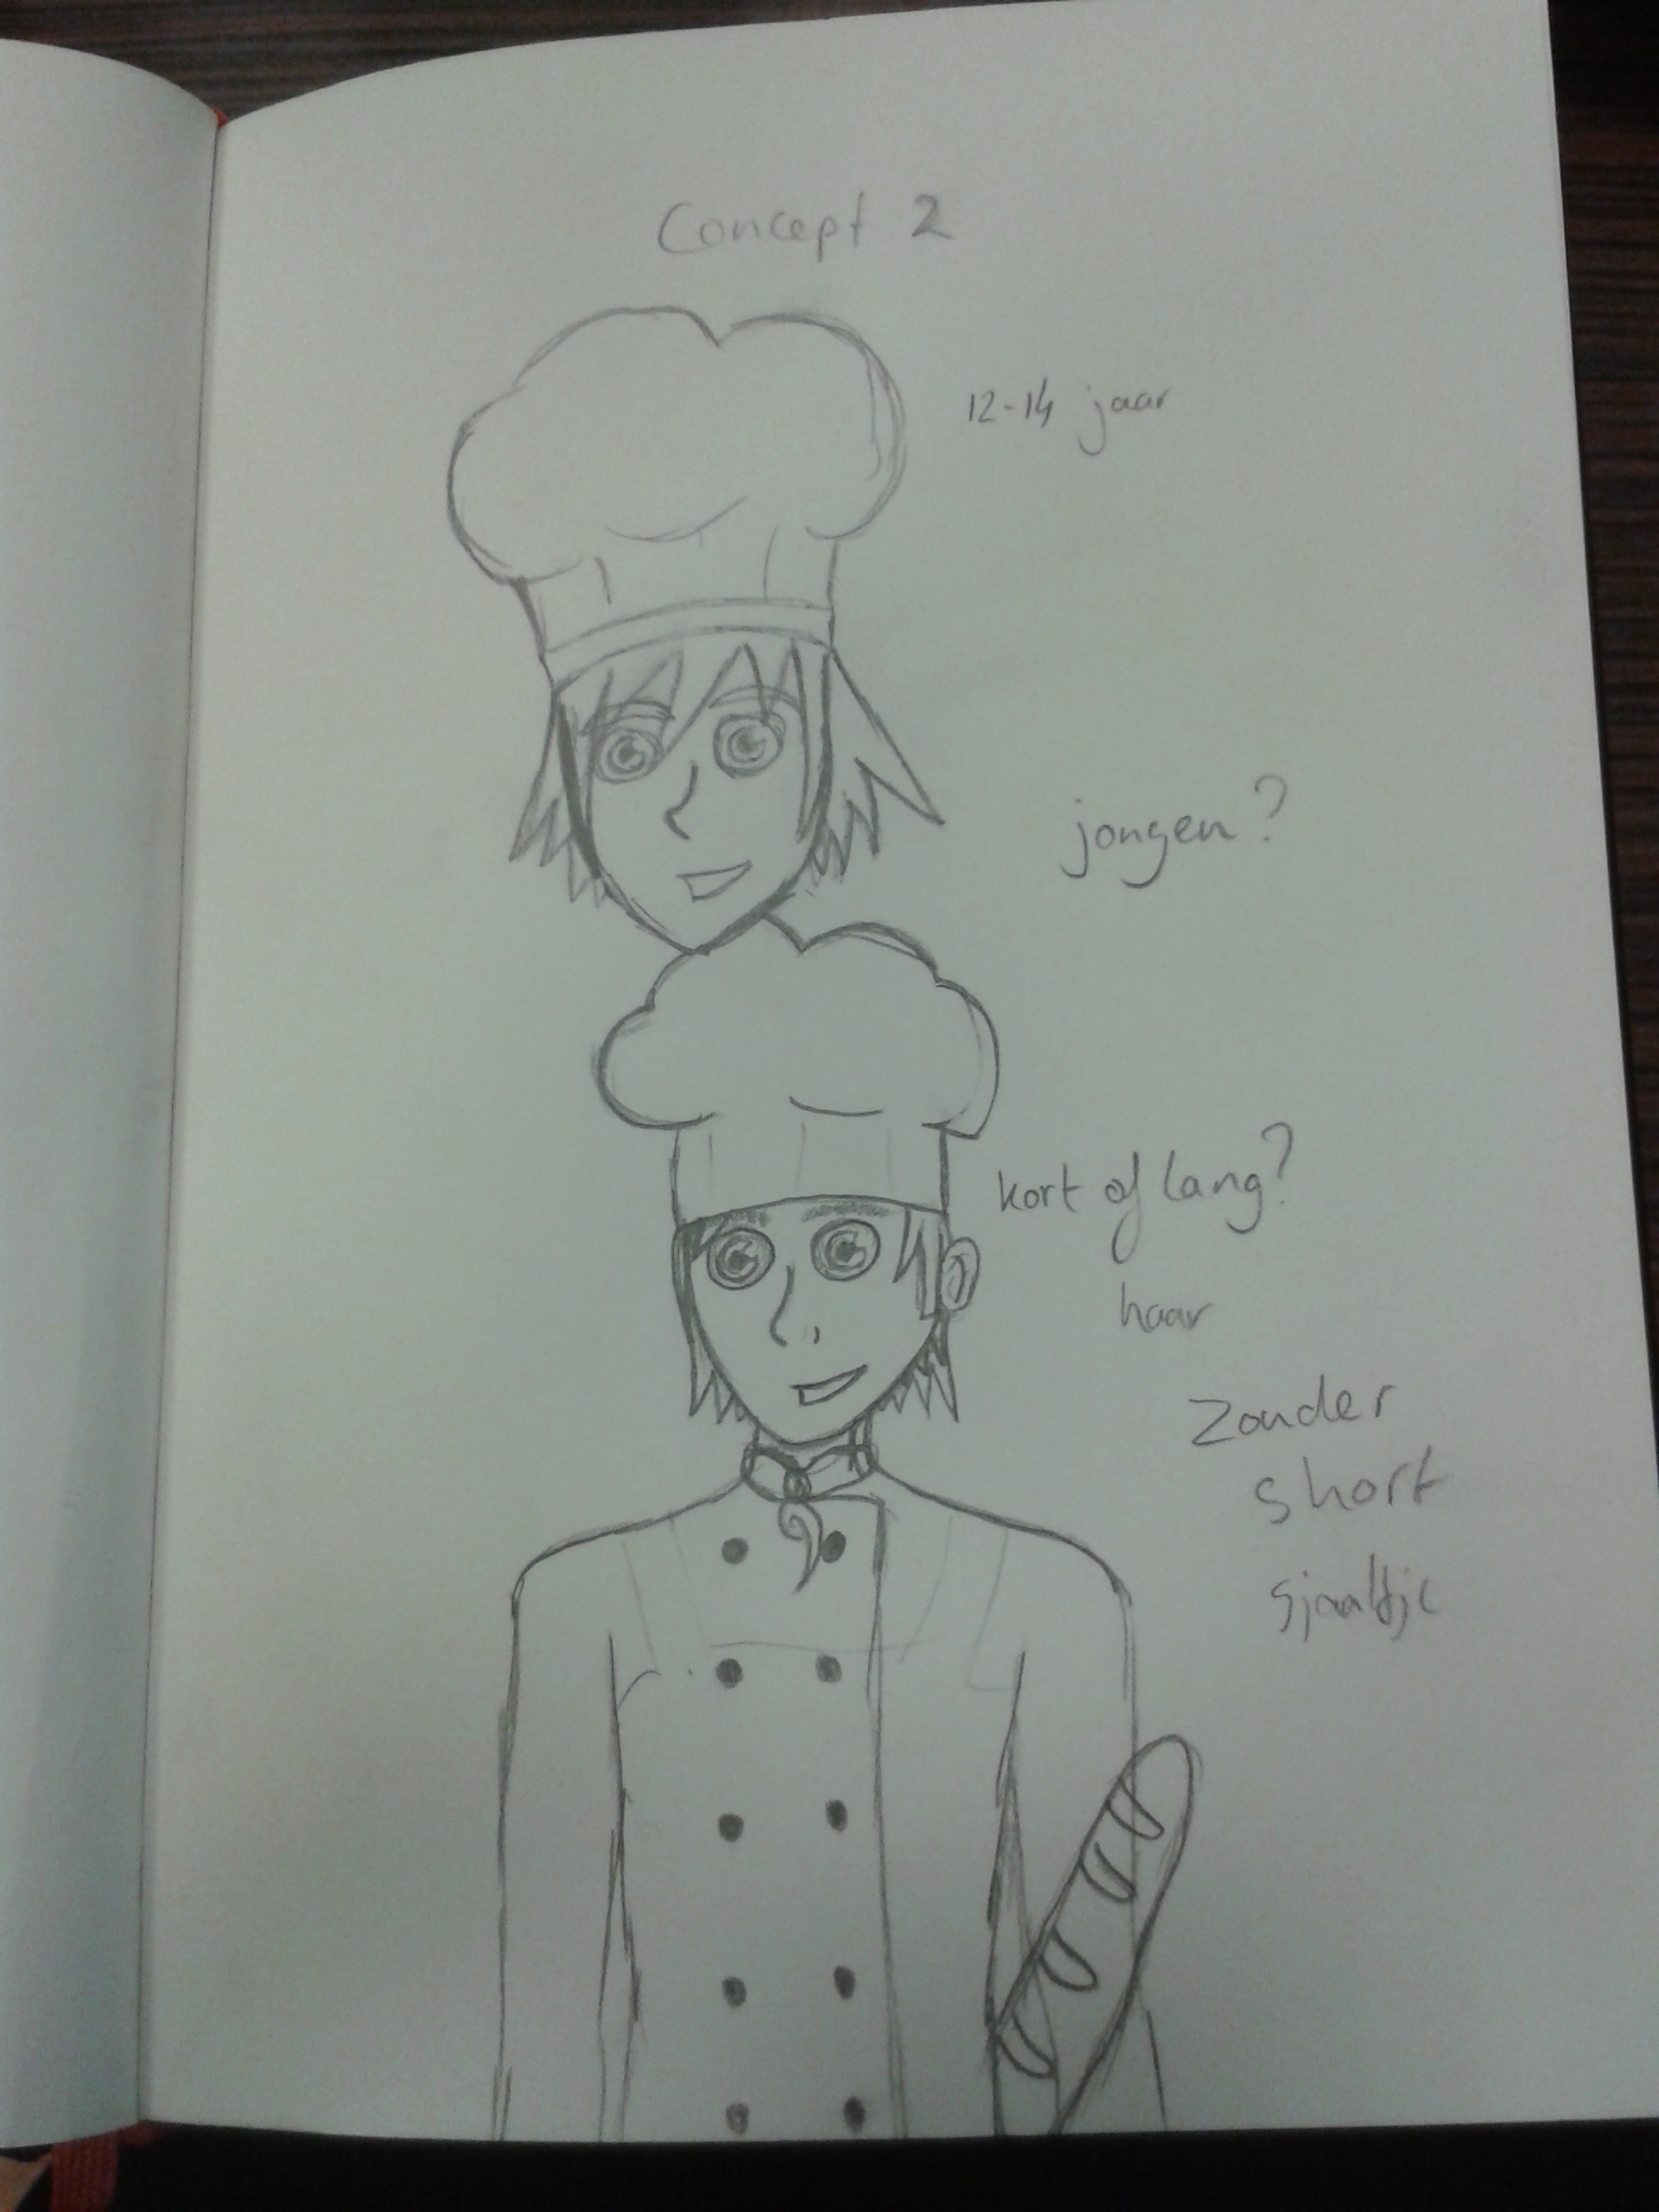 Concept 2
12-14 jaar
jongen?
kort of lang?
haar
zonder
short
sjaaltje